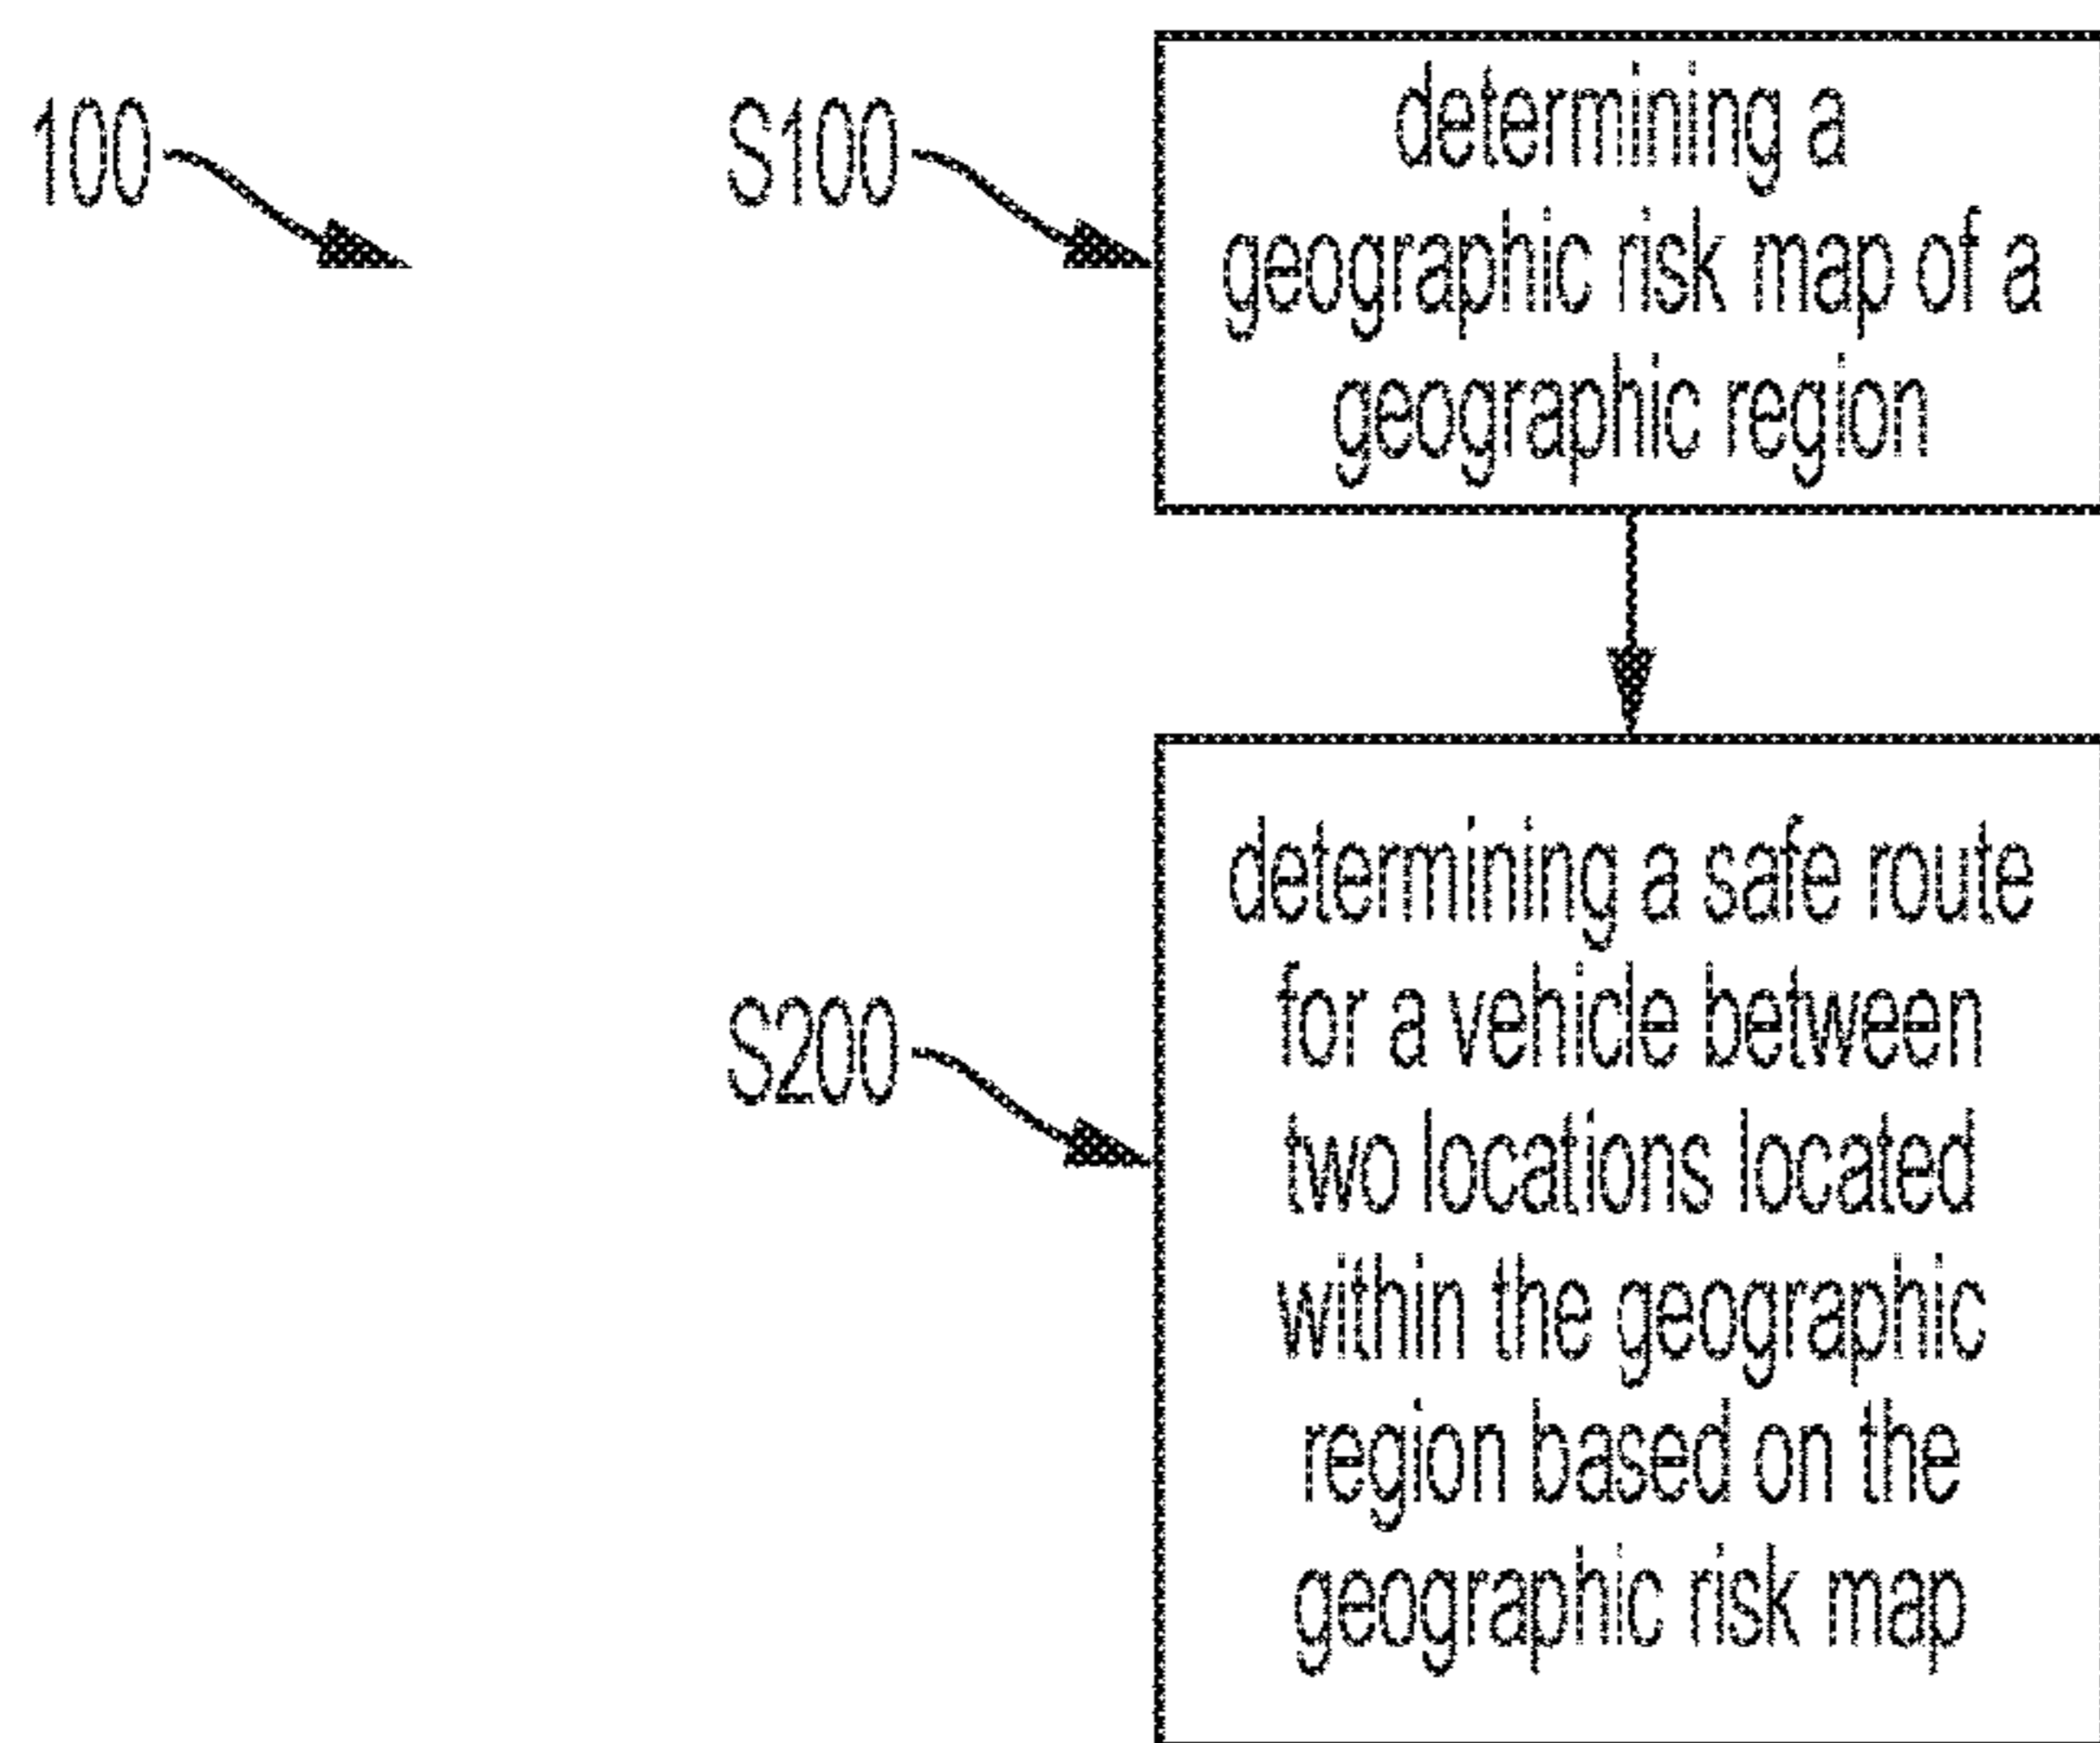 100
S100
determining a
geographic risk map of a
geographic region
S200
determining a safe route
for a vehicle between
two locations located
within the geographic
region based on the
geographic risk map